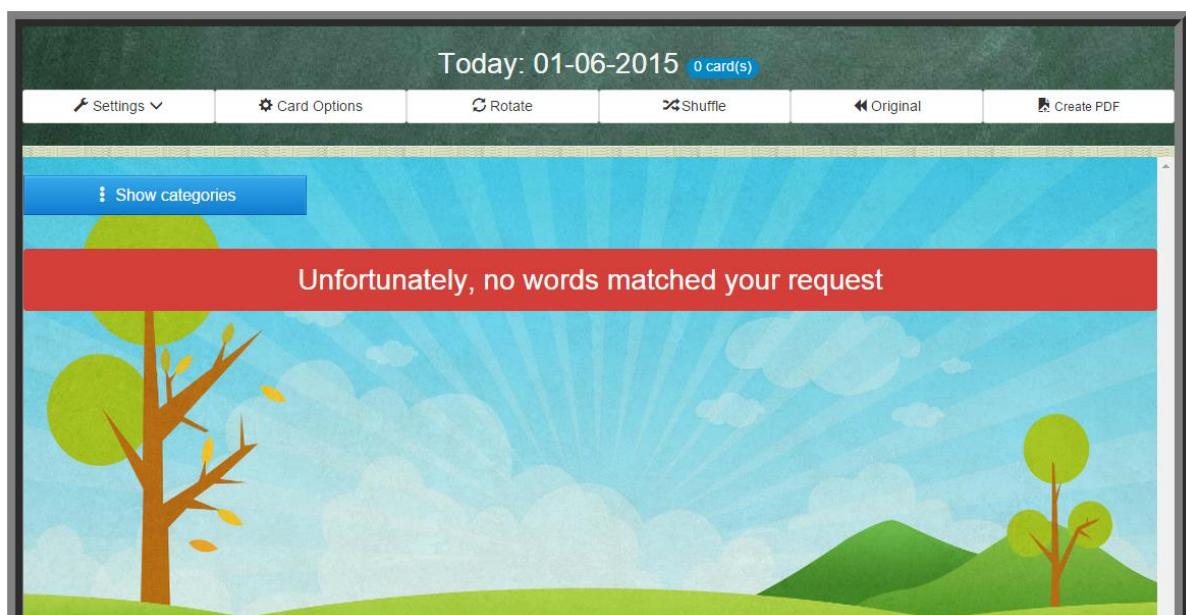 Today: 01-06-2015 0 card(s)
Settings Card Options Rotate Shuffle Original Create PDF
Show categories
Unfortunately, no words matched your request